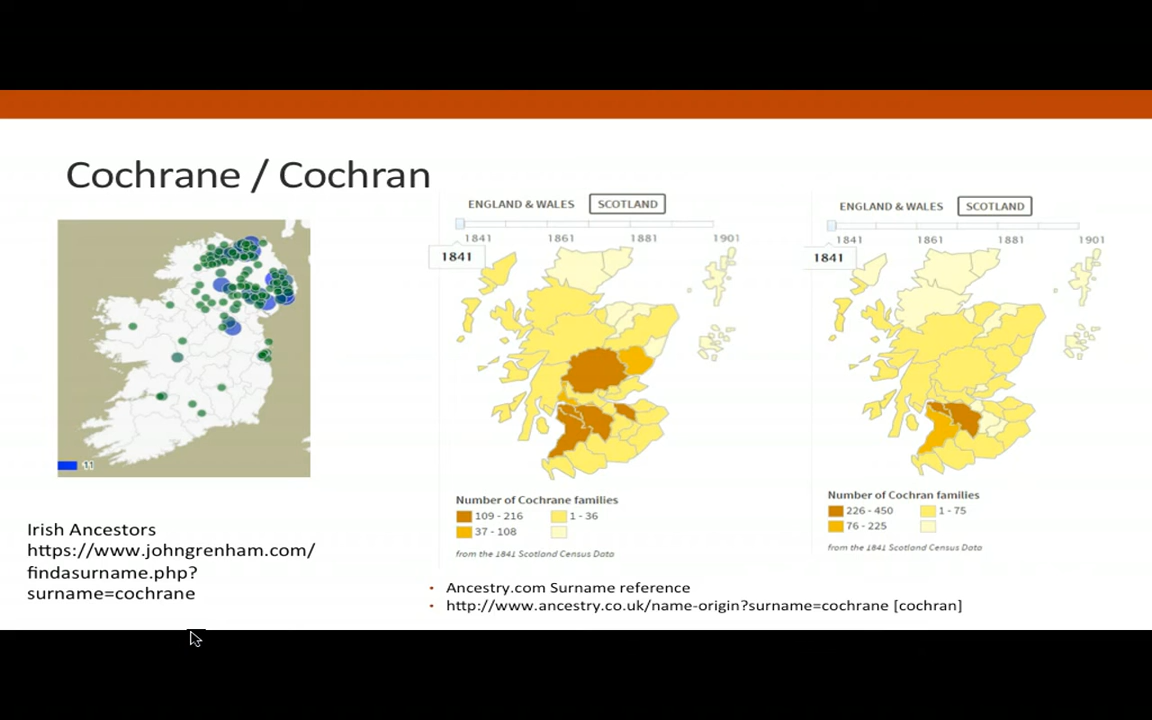 Cochrane / Cochran
11
Irish Ancestors
https://www.johngrenham.com/
findasurname.php?
surname=cochrane
ENGLAND & WALES SCOTLAND
1841 1861 1881 1901
1841
Number of Cochrane families
109 - 216 1 - 36
37 - 108
from the 1841 Scotland Census Data
ENGLAND & WALES SCOTLAND
1841 1861 1881 1901
1841
Number of Cochran families
226 - 450 1 - 75
76 - 225
from the 1841 Scotland Census Data
• Ancestry.com Surname reference
• http://www.ancestry.co.uk/name-origin?surname=cochrane [cochran]